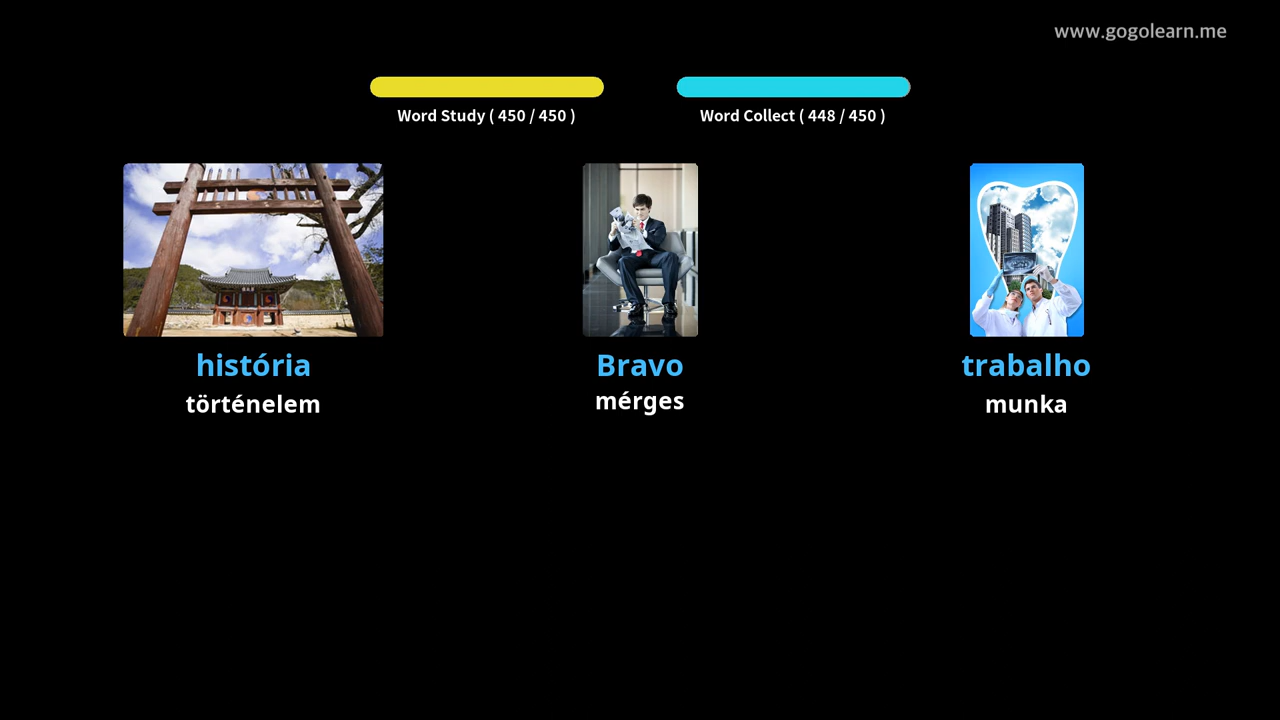 www.gogolearn.me
Word Study ( 450 / 450 )
Word Collect ( 448 / 450 )
história
Bravo
trabalho
történelem
mérges
munka